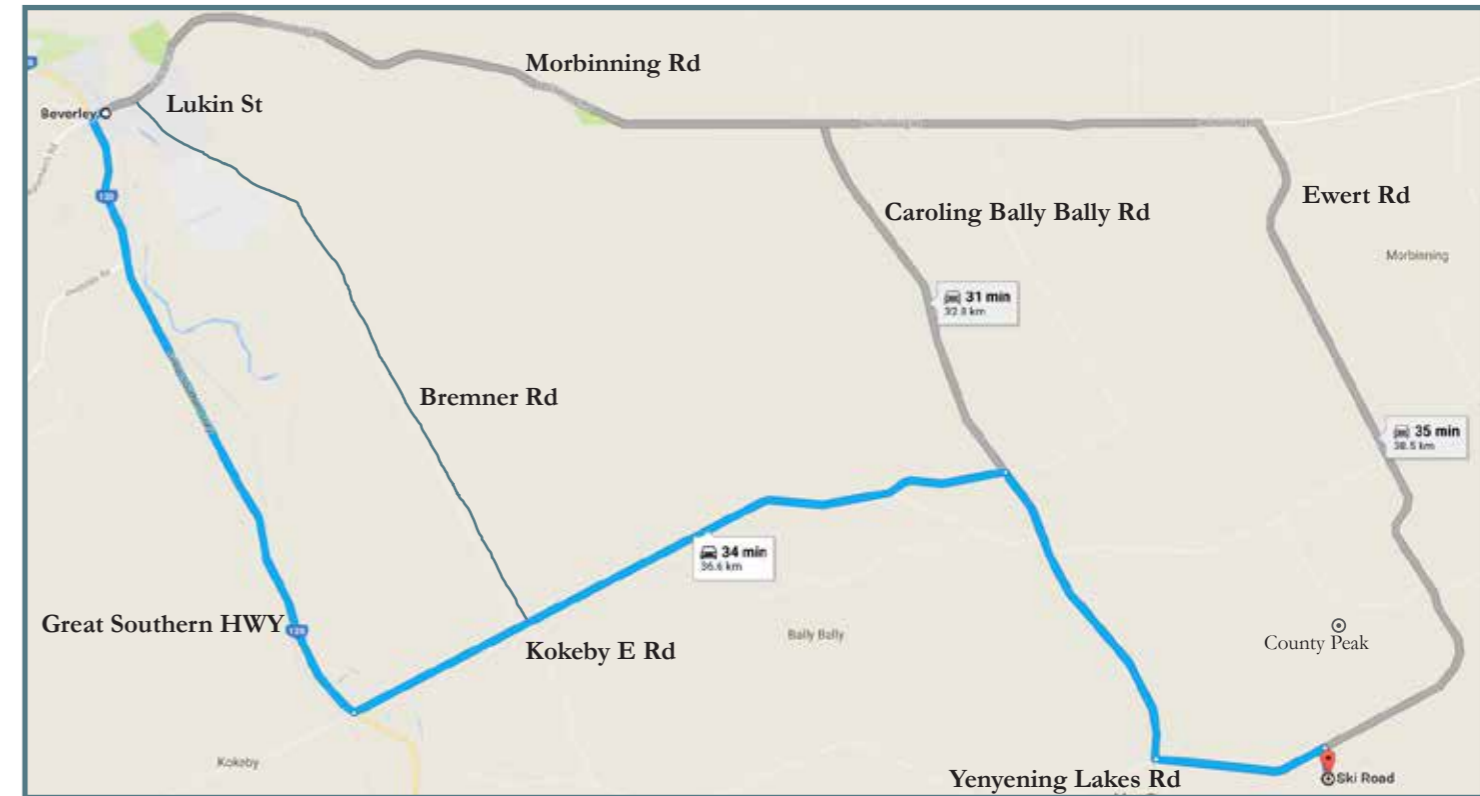 Morbinning Rd
Lukin St
Beverley
120
Caroling Bally Bally Rd
Ewert Rd
Morbinning
31 min
32.8 km
Bremner Rd
35 min
38.5 km
34 min
36.6 km
Great Southern HWY
120
Kokeby E Rd
Bally Bally
County Peak
Kokeby
Yenyening Lakes Rd
Ski Road